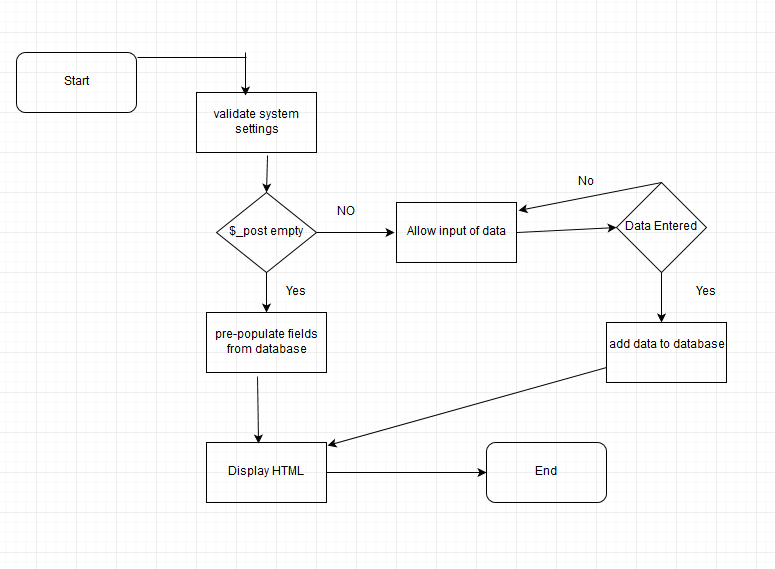 Start
validate system
settings
$_post empty
NO
Allow input of data
No
Data Entered
Yes
Yes
pre-populate fields
from database
add data to database
Display HTML
End